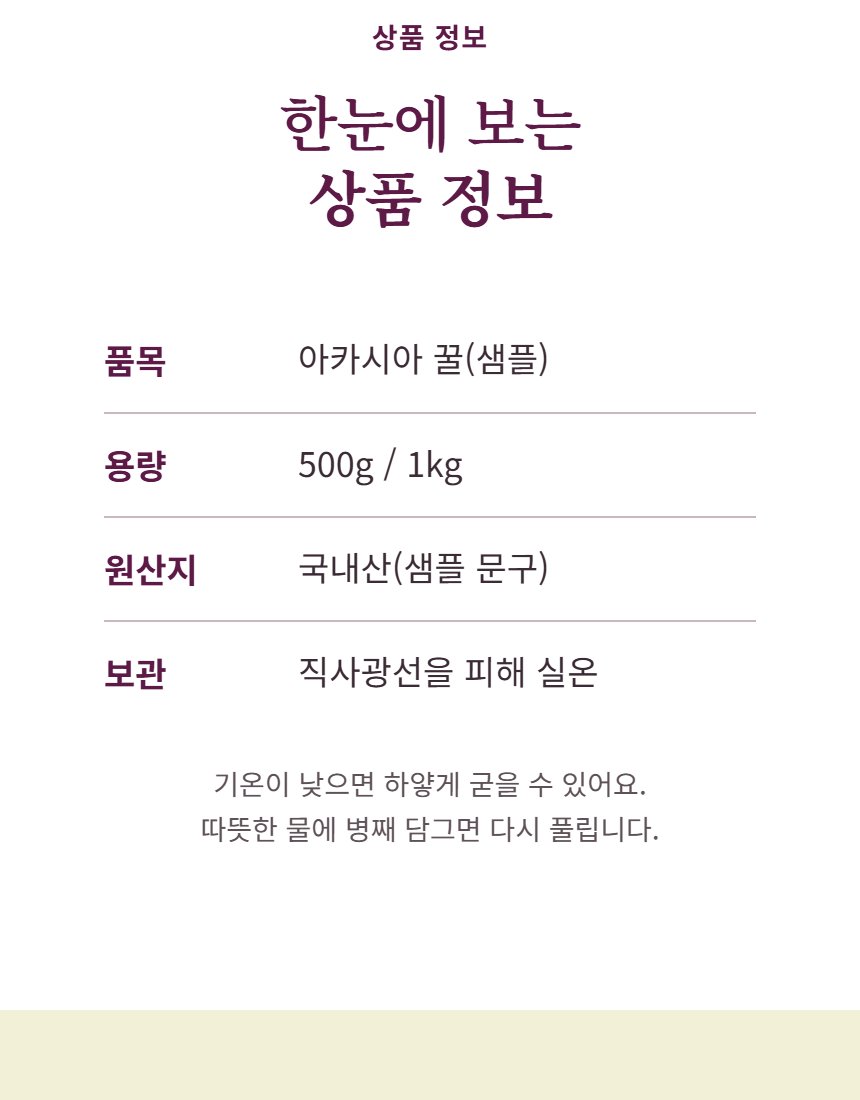 상품 정보
한눈에 보는
상품 정보
품목 아카시아 꿀(샘플)
용량 500g / 1kg
원산지 국내산(샘플 문구)
보관 직사광선을 피해 실온
기온이 낮으면 하얗게 굳을 수 있어요.
따뜻한 물에 병째 담그면 다시 풀립니다.